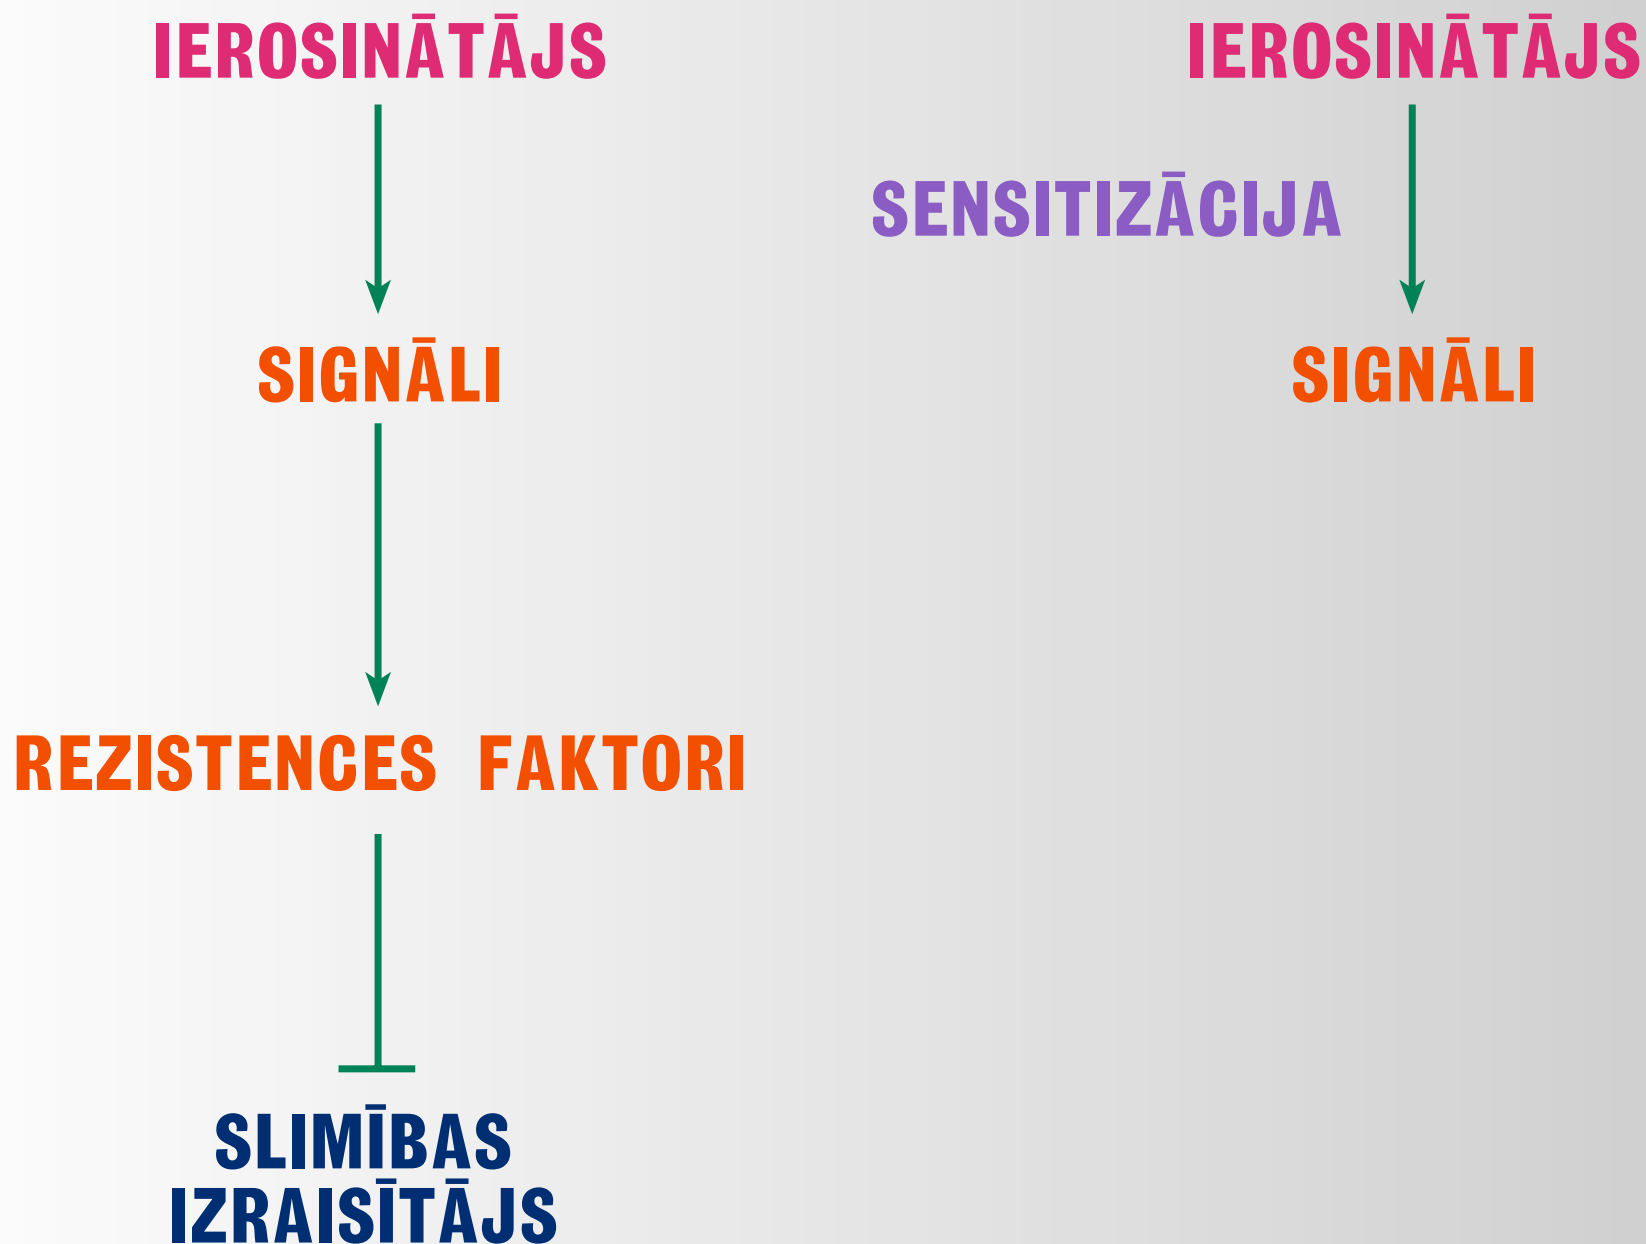 IEROSINĀTĀJS
SIGNĀLI
REZISTENCES FAKTORI
SLIMĪBAS
IZRAISĪTĀJS
IEROSINĀTĀJS
SENSITIZĀCIJA
SIGNĀLI